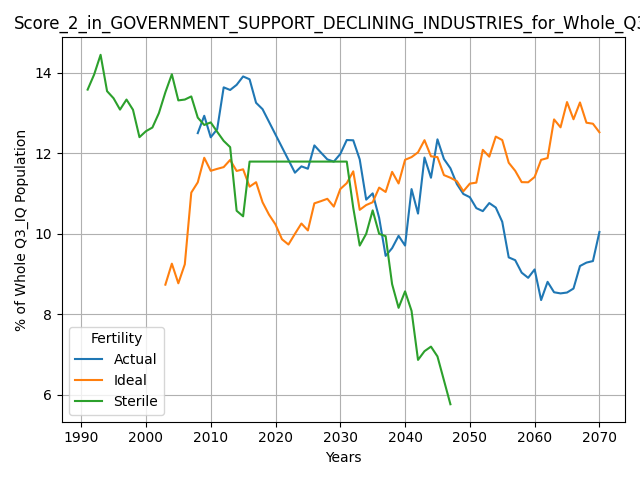 Score_2_in_GOVERNMENT_SUPPORT_DECLINING_INDUSTRIES_for_Whole_Q3
14
12
10
8
6
% of Whole Q3_IQ Population
Fertility
Actual
Ideal
Sterile
1990 2000 2010 2020 2030 2040 2050 2060 2070
Years